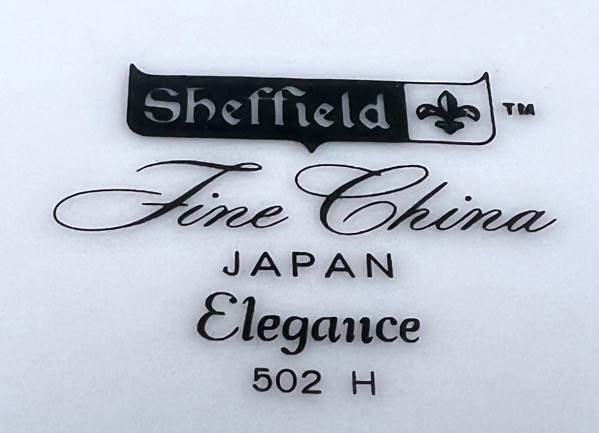 Sheffield ™
Fine China
JAPAN
Elegance
502 H